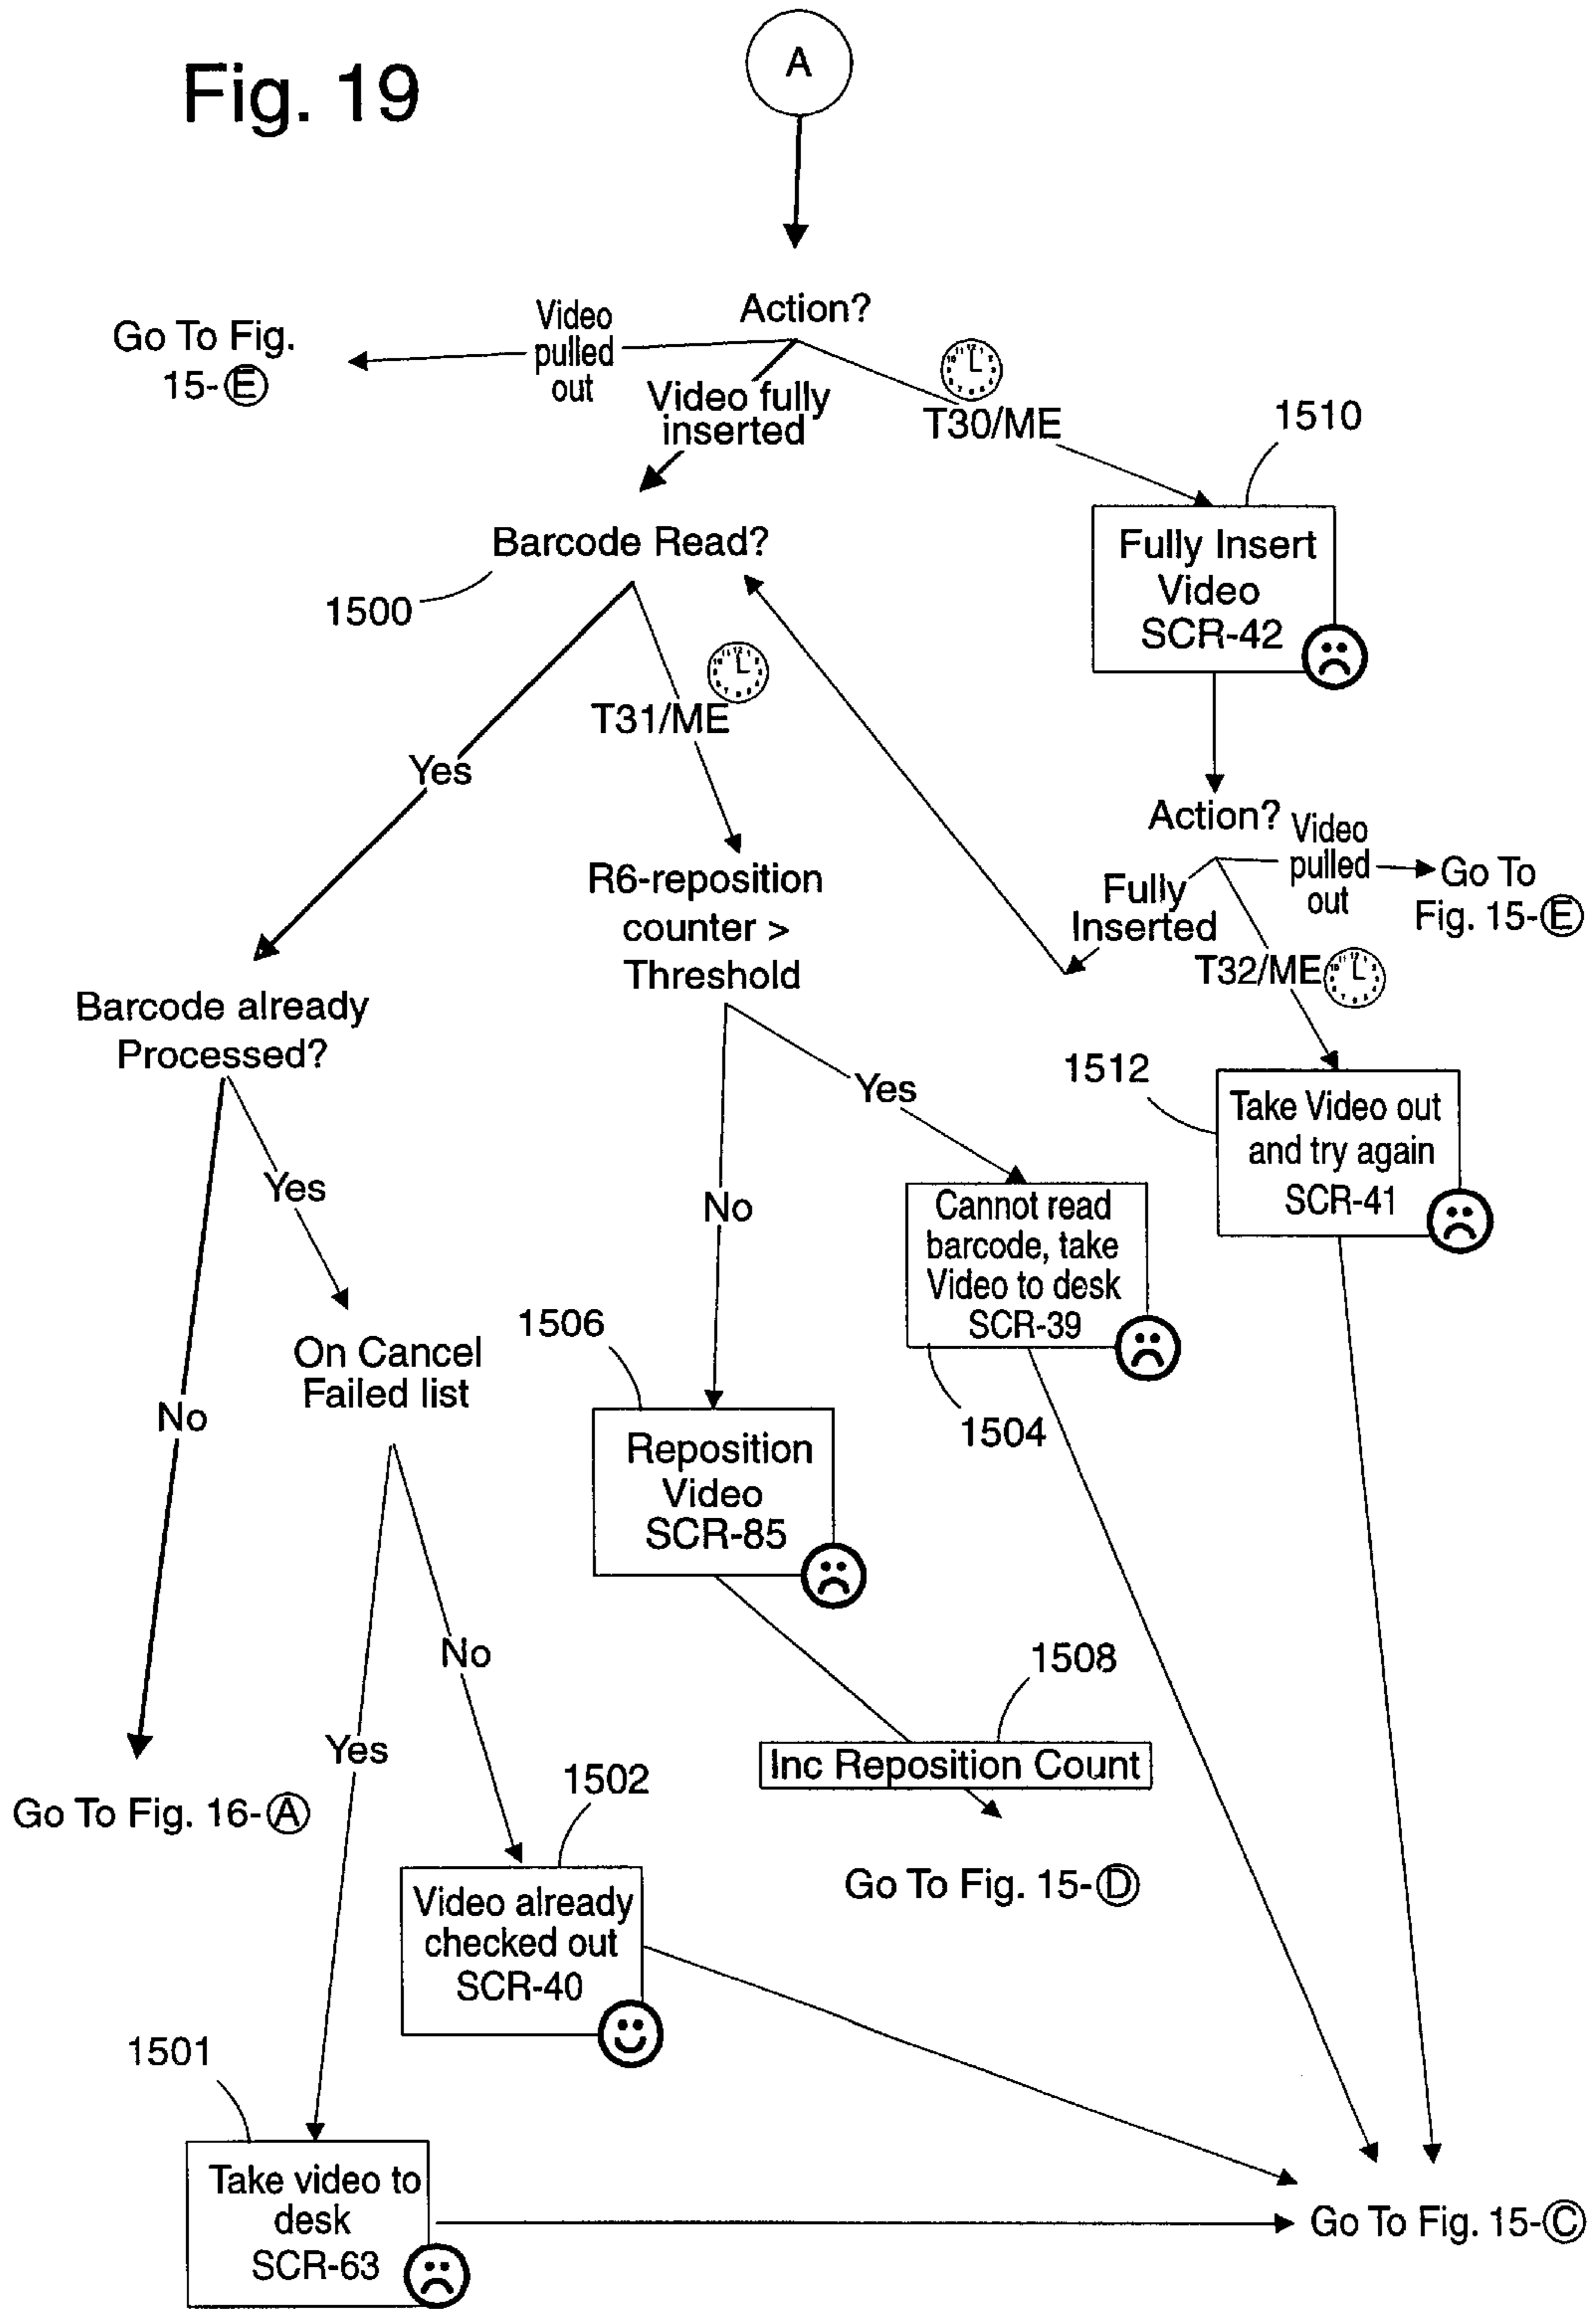 Fig. 19
A
Action?
Video
pulled
out
Go To Fig.
15-Ⓔ
Video fully
inserted
T30/ME
1510
Fully Insert
Video
SCR-42
Barcode Read?
1500
T31/ME
Yes
Action?
Video
pulled
out
Go To
Fig. 15-Ⓔ
Fully
Inserted
T32/ME
R6-reposition
counter >
Threshold
Barcode already
Processed?
1512
Take Video out
and try again
SCR-41
Yes
Yes
No
Cannot read
barcode, take
Video to desk
SCR-39
1504
1506
On Cancel
Failed list
No
Reposition
Video
SCR-85
No
1508
Inc Reposition Count
Yes
1502
Go To Fig. 16-Ⓐ
Go To Fig. 15-Ⓓ
Video already
checked out
SCR-40
1501
Take video to
desk
SCR-63
Go To Fig. 15-Ⓒ